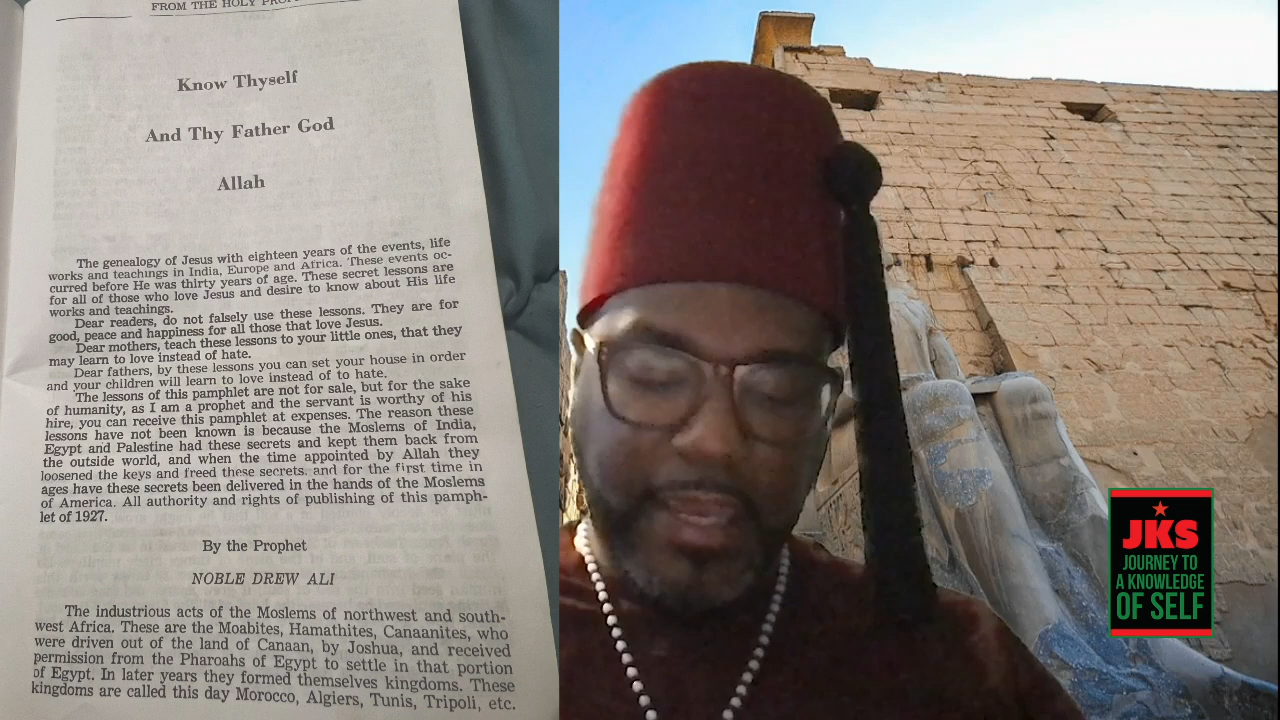 FROM THE HOLY
Know Thyself
And Thy Father God
Allah
The genealogy of Jesus with eighteen years of the events, life
works and teachings in India, Europe and Africa. These events oc-
curred before He was thirty years of age. These secret lessons are
for all of those who love Jesus and desire to know about His life
works and teachings.
Dear readers, do not falsely use these lessons. They are for
good, peace and happiness for all those that love Jesus.
Dear mothers, teach these lessons to your little ones, that they
may learn to love instead of hate.
Dear fathers, by these lessons you can set your house in order
and your children will learn to love instead of to hate.
The lessons of this pamphlet are not for sale, but for the sake
of humanity, as I am a prophet and the servant is worthy of his
hire, you can receive this pamphlet at expenses. The reason these
lessons have not been known is because the Moslems of India,
Egypt and Palestine had these secrets and kept them back from
the outside world, and when the time appointed by Allah they
loosened the keys and freed these secrets, and for the first time in
ages have these secrets been delivered in the hands of the Moslems
of America. All authority and rights of publishing of this pamph-
let of 1927.
By the Prophet
NOBLE DREW ALI
The industrious acts of the Moslems of northwest and south-
west Africa. These are the Moabites, Hamathites, Canaanites, who
were driven out of the land of Canaan, by Joshua, and received
permission from the Pharoahs of Egypt to settle in that portion
of Egypt. In later years they formed themselves kingdoms. These
kingdoms are called this day Morocco, Algiers, Tunis, Tripoli, etc.
JKS
JOURNEY TO
A KNOWLEDGE
OF SELF